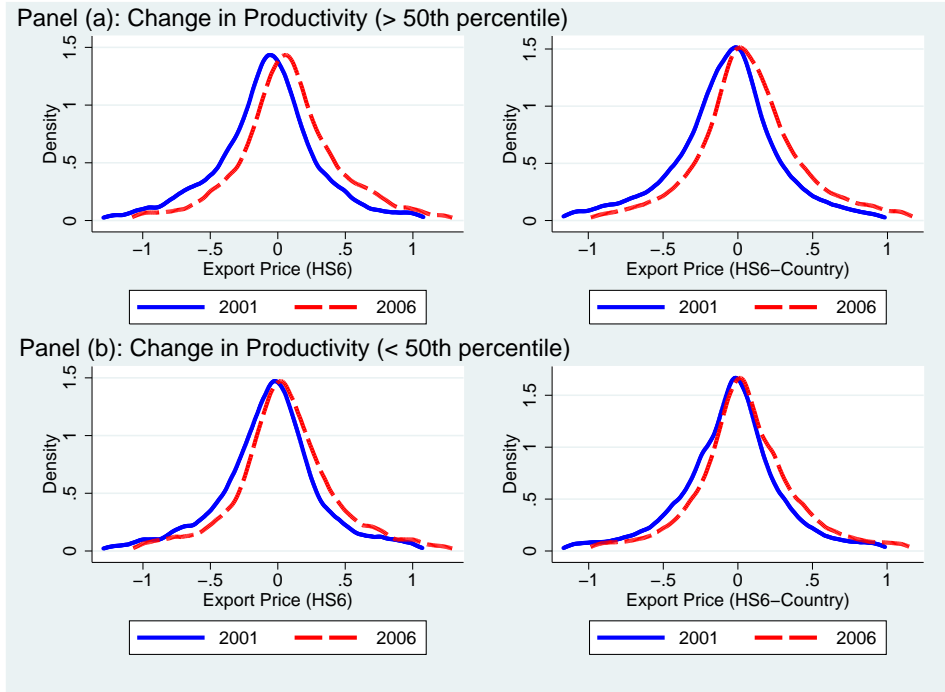 Panel (a): Change in Productivity (> 50th percentile)
0 .5 1 1.5
Density
−1 −.5 0 .5 1
Export Price (HS6)
2001 2006
0 .5 1 1.5
Density
−1 −.5 0 .5 1
Export Price (HS6−Country)
2001 2006
Panel (b): Change in Productivity (< 50th percentile)
0 .5 1 1.5
Density
−1 −.5 0 .5 1
Export Price (HS6)
2001 2006
0 .5 1 1.5
Density
−1 −.5 0 .5 1
Export Price (HS6−Country)
2001 2006